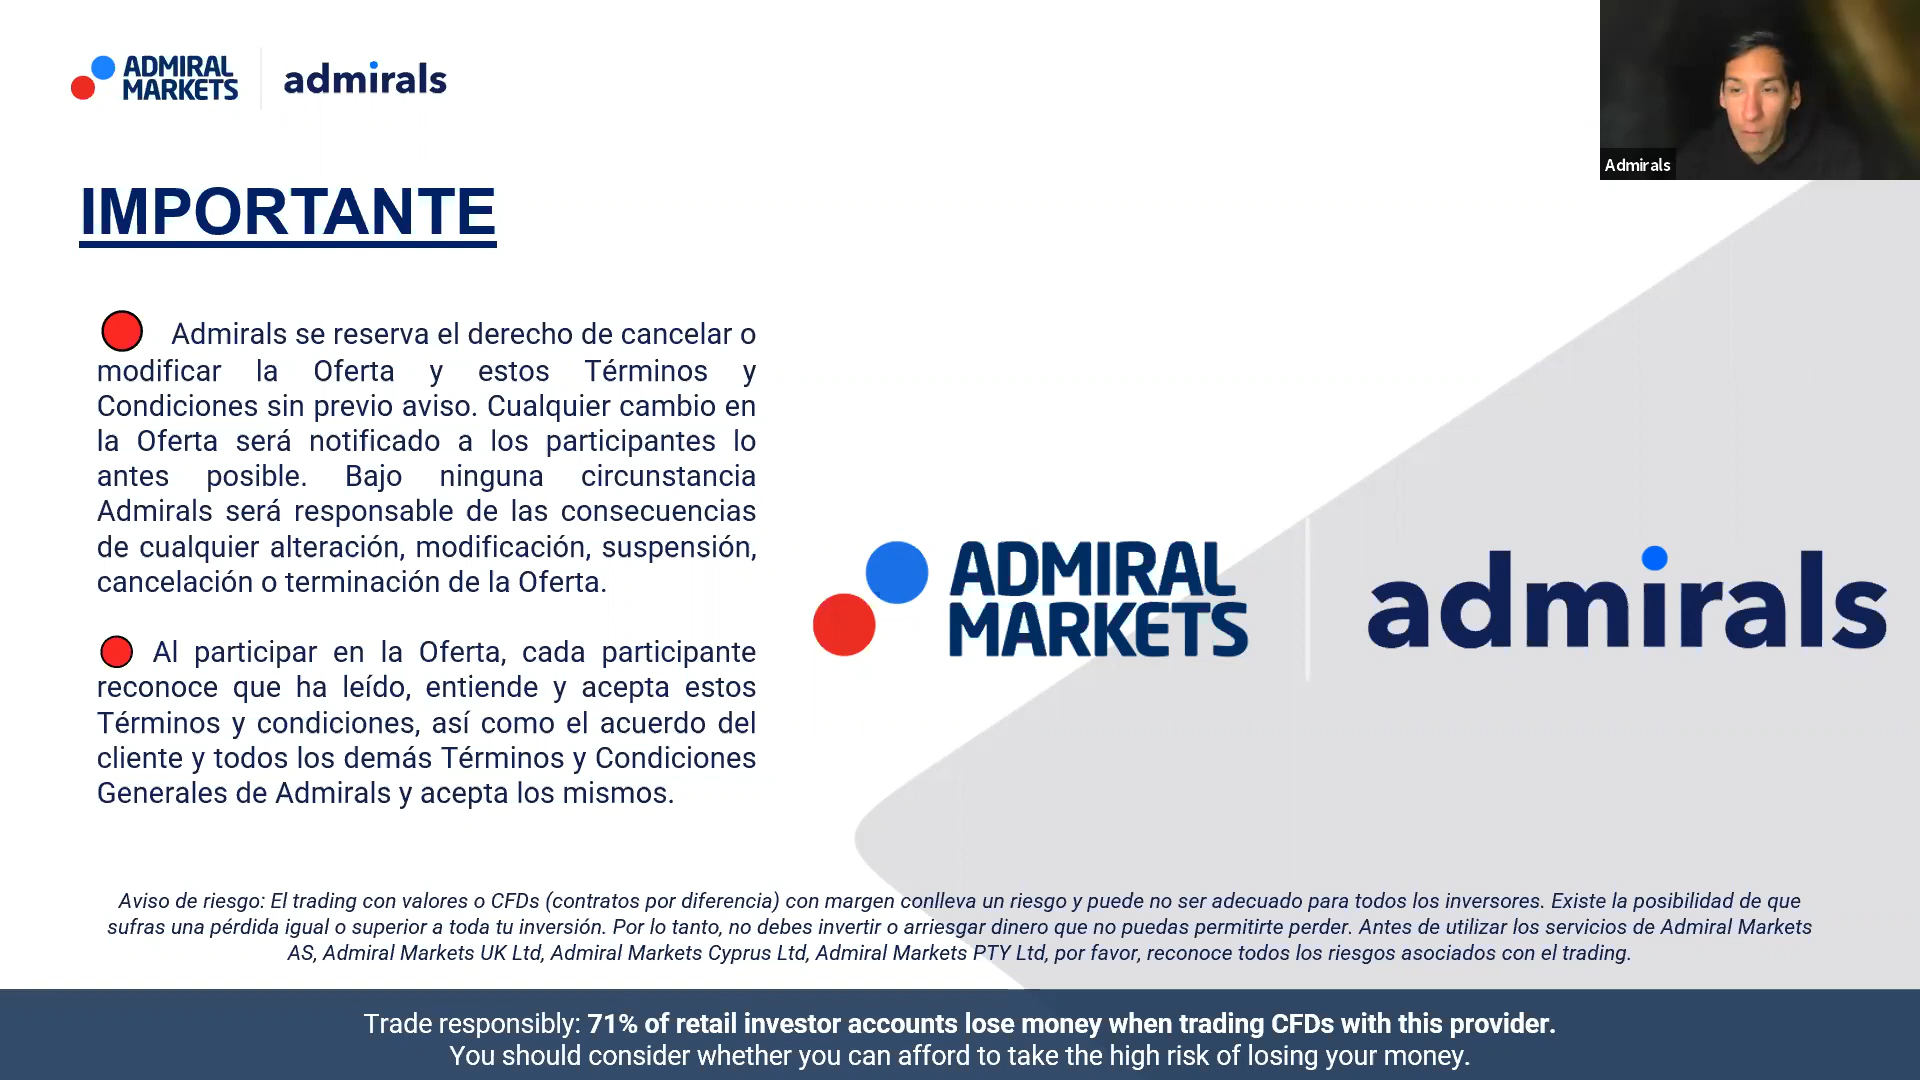 ADMIRAL
MARKETS
admirals
Admirals
IMPORTANTE
Admirals se reserva el derecho de cancelar o
modificar la Oferta y estos Términos y
Condiciones sin previo aviso. Cualquier cambio en
la Oferta será notificado a los participantes lo
antes posible. Bajo ninguna circunstancia
Admirals será responsable de las consecuencias
de cualquier alteración, modificación, suspensión,
cancelación o terminación de la Oferta.
Al participar en la Oferta, cada participante
reconoce que ha leído, entiende y acepta estos
Términos y condiciones, así como el acuerdo del
cliente y todos los demás Términos y Condiciones
Generales de Admirals y acepta los mismos.
ADMIRAL
MARKETS
admirals
Aviso de riesgo: El trading con valores o CFDs (contratos por diferencia) con margen conlleva un riesgo y puede no ser adecuado para todos los inversores. Existe la posibilidad de que
sufras una pérdida igual o superior a toda tu inversión. Por lo tanto, no debes invertir o arriesgar dinero que no puedas permitirte perder. Antes de utilizar los servicios de Admiral Markets
AS, Admiral Markets UK Ltd, Admiral Markets Cyprus Ltd, Admiral Markets PTY Ltd, por favor, reconoce todos los riesgos asociados con el trading.
Trade responsibly: 71% of retail investor accounts lose money when trading CFDs with this provider.
You should consider whether you can afford to take the high risk of losing your money.